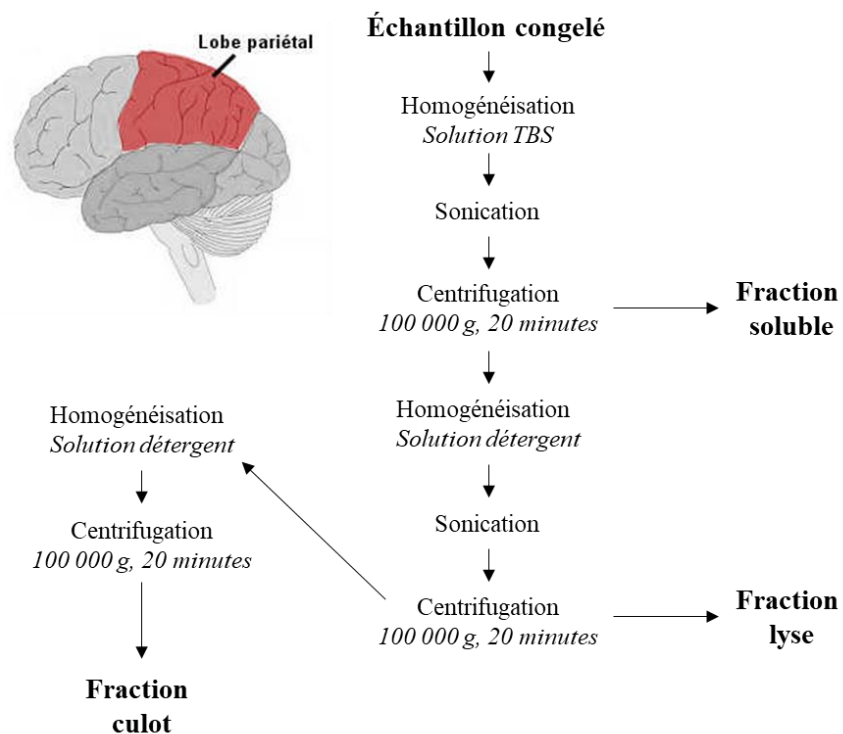 Lobe pariétal
Échantillon congelé
Homogénéisation
Solution TBS
Sonication
Centrifugation
100 000 g, 20 minutes
Fraction
soluble
Homogénéisation
Solution détergent
Sonication
Centrifugation
100 000 g, 20 minutes
Fraction
lyse
Homogénéisation
Solution détergent
Centrifugation
100 000 g, 20 minutes
Fraction
culot